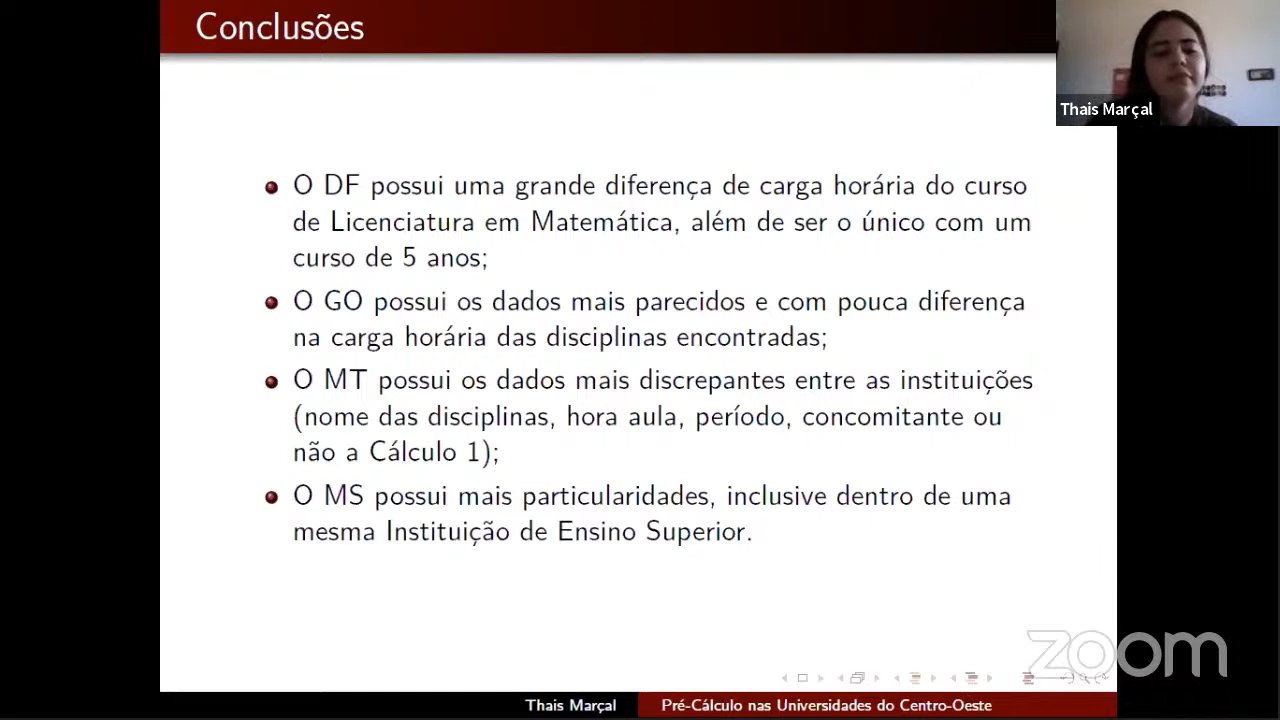 Conclusões
Thais Marçal
O DF possui uma grande diferença de carga horária do curso
de Licenciatura em Matemática, além de ser o único com um
curso de 5 anos;
O GO possui os dados mais parecidos e com pouca diferença
na carga horária das disciplinas encontradas;
O MT possui os dados mais discrepantes entre as instituições
(nome das disciplinas, hora aula, período, concomitante ou
não a Cálculo 1);
O MS possui mais particularidades, inclusive dentro de uma
mesma Instituição de Ensino Superior.
zoom
Thais Marçal
Pré-Cálculo nas Universidades do Centro-Oeste